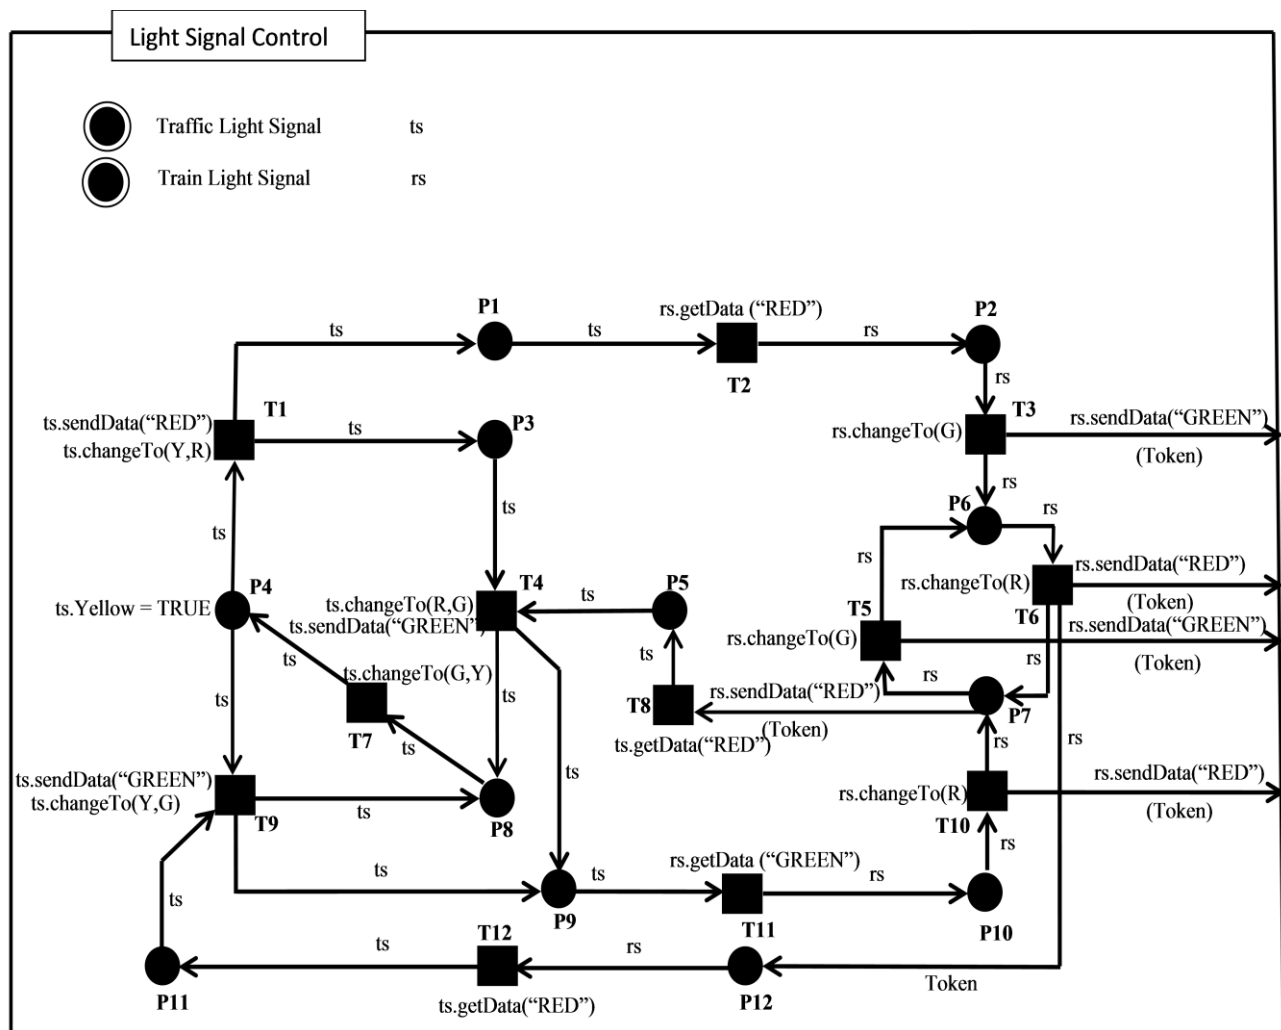 Light Signal Control
Traffic Light Signal ts
Train Light Signal rs
P1
rs.getData (“RED”)
P2
ts
ts
rs
T2
rs
ts.sendData(“RED”)
T1
P3
T3
rs.sendData(“GREEN”)
ts.changeTo(Y,R)
ts
rs.changeTo(G)
(Token)
rs
ts
ts
P6
rs
rs
P4
T4
P5
rs.changeTo(R)
rs.sendData(“RED”)
ts.Yellow = TRUE
ts.changeTo(R,G)
ts
T5
T6
(Token)
ts.sendData(“GREEN”)
rs.changeTo(G)
rs.sendData(“GREEN”)
ts
ts
rs
(Token)
ts.changeTo(G,Y)
rs
ts
ts
T8
rs.sendData(“RED”)
P7
T7
ts.getData(“RED”)
(Token)
ts
rs
rs
ts.sendData(“GREEN”)
ts
rs.sendData(“RED”)
ts.changeTo(Y,G)
ts
rs.changeTo(R)
T9
P8
(Token)
T10
rs
ts
rs.getData (“GREEN”)
ts
rs
ts
P9
T11
P10
T12
ts
rs
P11
P12
Token
ts.getData(“RED”)